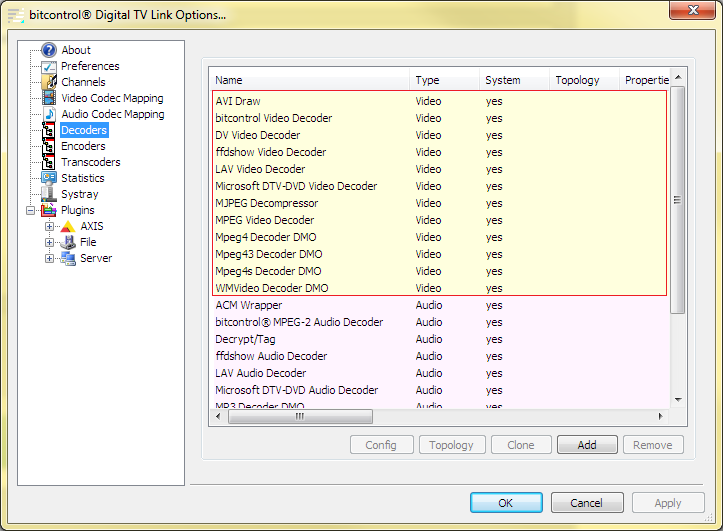 bitcontrol® Digital TV Link Options...
About
Preferences
Channels
Video Codec Mapping
Audio Codec Mapping
Decoders
Encoders
Transcoders
Statistics
Systray
Plugins
AXIS
File
Server
Name Type System Topology Propertie
AVI Draw Video yes
bitcontrol Video Decoder Video yes
DV Video Decoder Video yes
ffdshow Video Decoder Video yes
LAV Video Decoder Video yes
Microsoft DTV-DVD Video Decoder Video yes
MJPEG Decompressor Video yes
MPEG Video Decoder Video yes
Mpeg4 Decoder DMO Video yes
Mpeg43 Decoder DMO Video yes
Mpeg4s Decoder DMO Video yes
WMVideo Decoder DMO Video yes
ACM Wrapper Audio yes
bitcontrol® MPEG-2 Audio Decoder Audio yes
Decrypt/Tag Audio yes
ffdshow Audio Decoder Audio yes
LAV Audio Decoder Audio yes
Microsoft DTV-DVD Audio Decoder Audio yes
MP3 Decoder DMO Audio yes
Config Topology Clone Add Remove
OK Cancel Apply